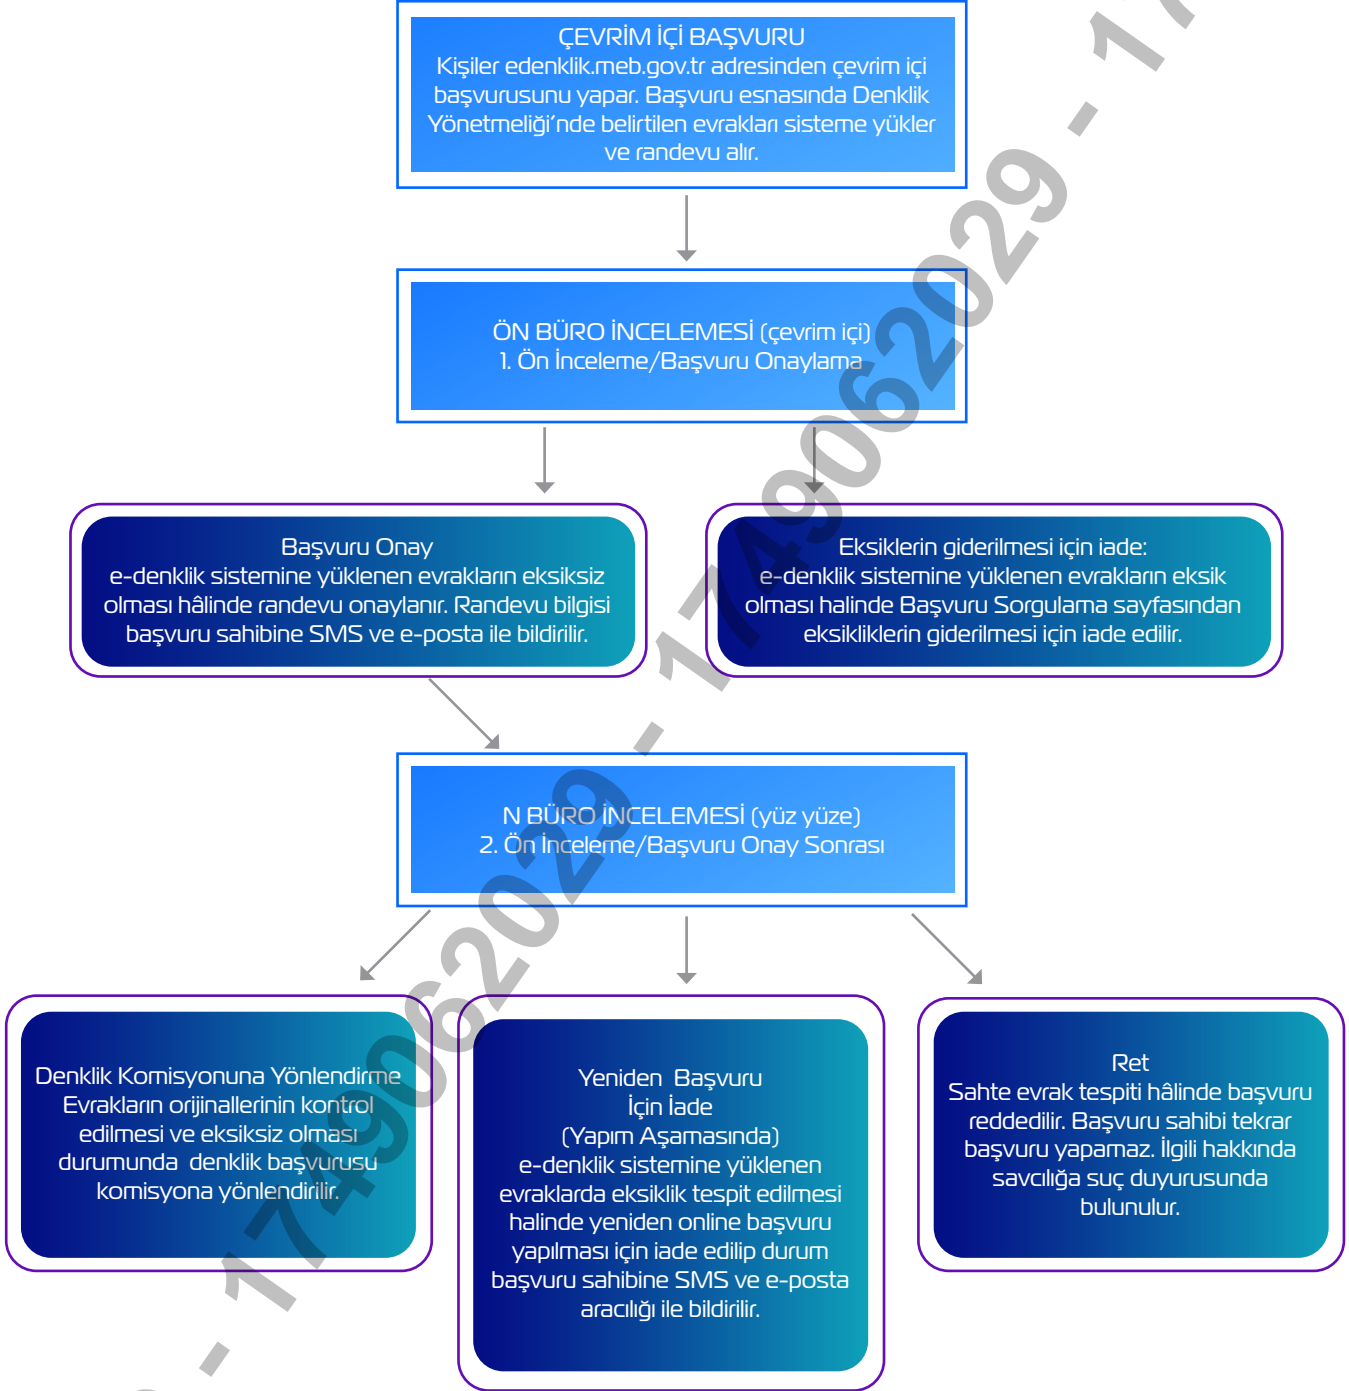 ÇEVRİM İÇİ BAŞVURU
Kişiler edenklik.meb.gov.tr adresinden çevrim içi
başvurusunu yapar. Başvuru esnasında Denklik
Yönetmeliği’nde belirtilen evrakları sisteme yükler
ve randevu alır.
ÖN BÜRO İNCELEMESİ (çevrim içi)
1. Ön İnceleme/Başvuru Onaylama
Başvuru Onay
e-denklik sistemine yüklenen evrakların eksiksiz
olması hâlinde randevu onaylanır. Randevu bilgisi
başvuru sahibine SMS ve e-posta ile bildirilir.
Eksiklerin giderilmesi için iade:
e-denklik sistemine yüklenen evrakların eksik
olması halinde Başvuru Sorgulama sayfasından
eksikliklerin giderilmesi için iade edilir.
N BÜRO İNCELEMESİ (yüz yüze)
2. Ön İnceleme/Başvuru Onay Sonrası
Denklik Komisyonuna Yönlendirme
Evrakların orijinallerinin kontrol
edilmesi ve eksiksiz olması
durumunda denklik başvurusu
komisyona yönlendirilir.
Yeniden Başvuru
İçin İade
(Yapım Aşamasında)
e-denklik sistemine yüklenen
evraklarda eksiklik tespit edilmesi
halinde yeniden online başvuru
yapılması için iade edilip durum
başvuru sahibine SMS ve e-posta
aracılığı ile bildirilir.
Ret
Sahte evrak tespiti hâlinde başvuru
reddedilir. Başvuru sahibi tekrar
başvuru yapamaz. İlgili hakkında
savcılığa suç duyurusunda
bulunulur.
- 1749062029 - 1749062029 - 17